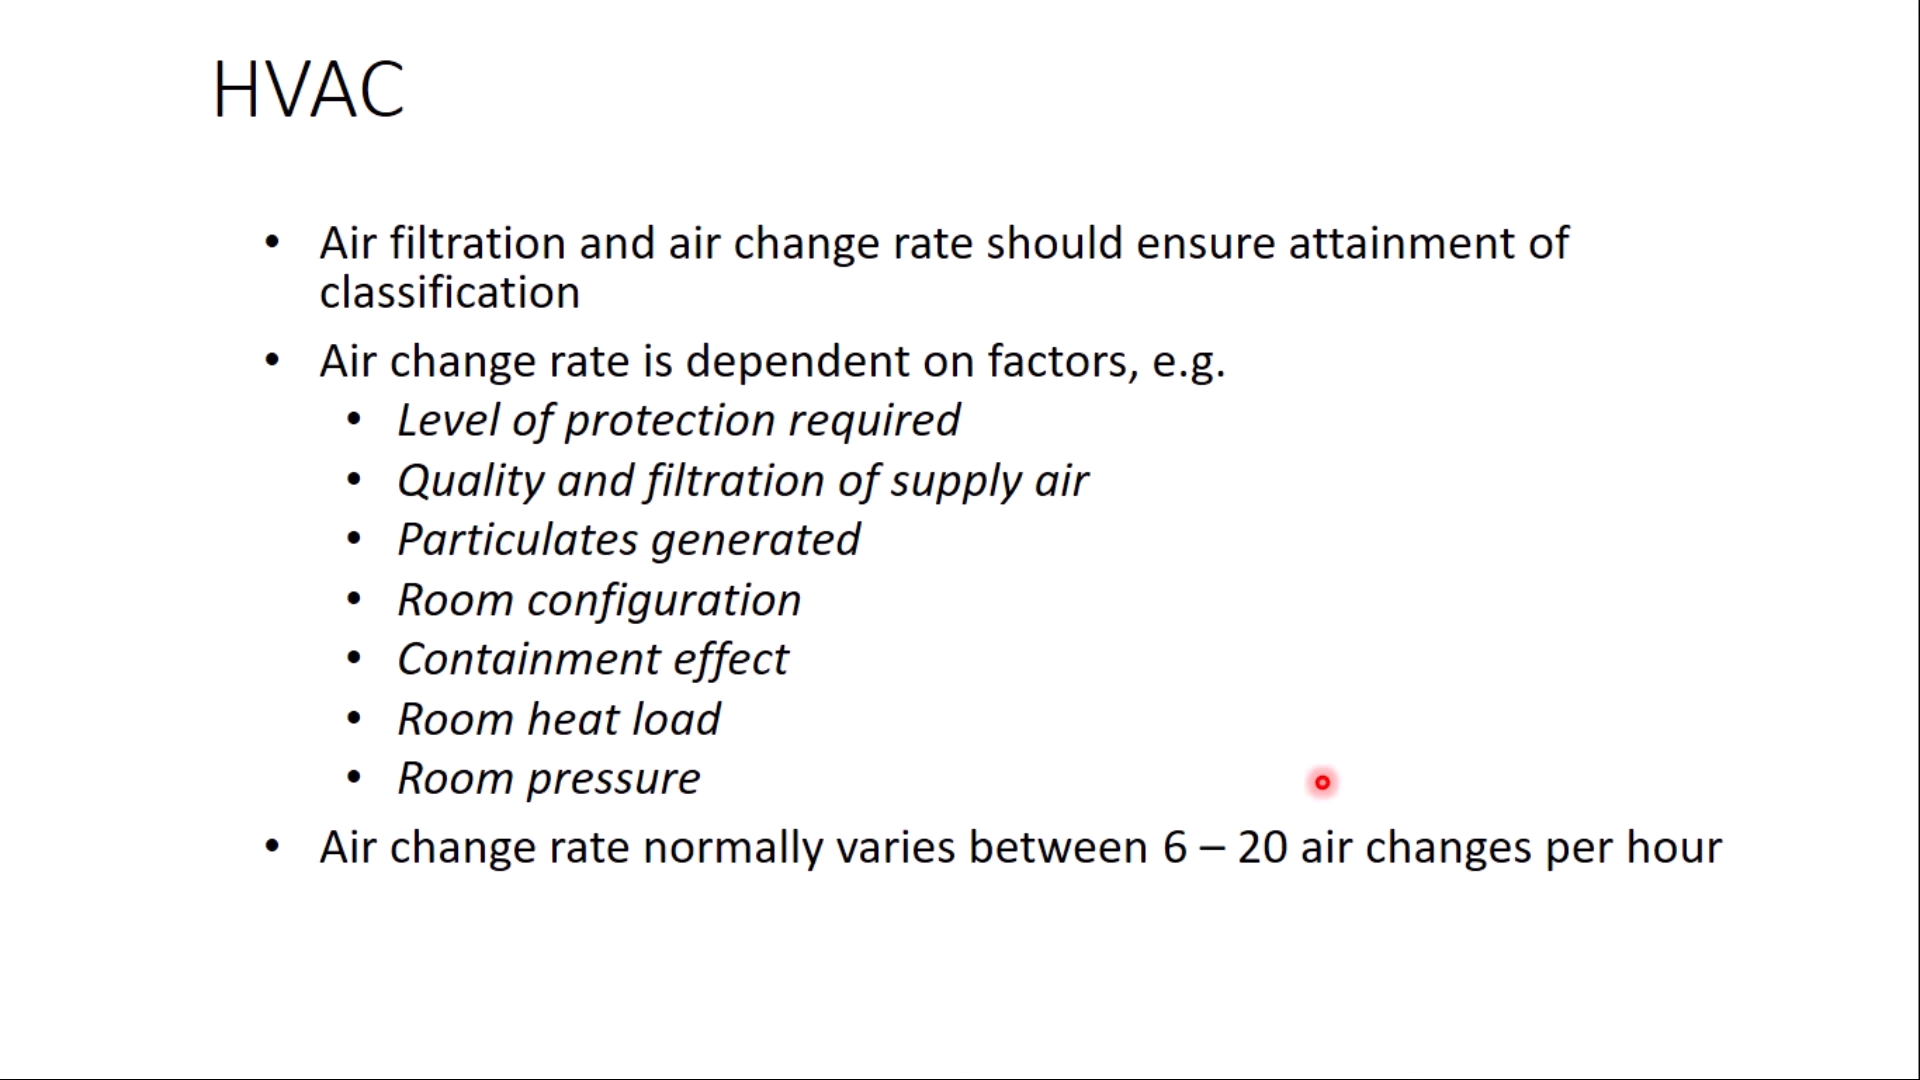 HVAC
• Air filtration and air change rate should ensure attainment of
classification
• Air change rate is dependent on factors, e.g.
• Level of protection required
• Quality and filtration of supply air
• Particulates generated
• Room configuration
• Containment effect
• Room heat load
• Room pressure
• Air change rate normally varies between 6 – 20 air changes per hour